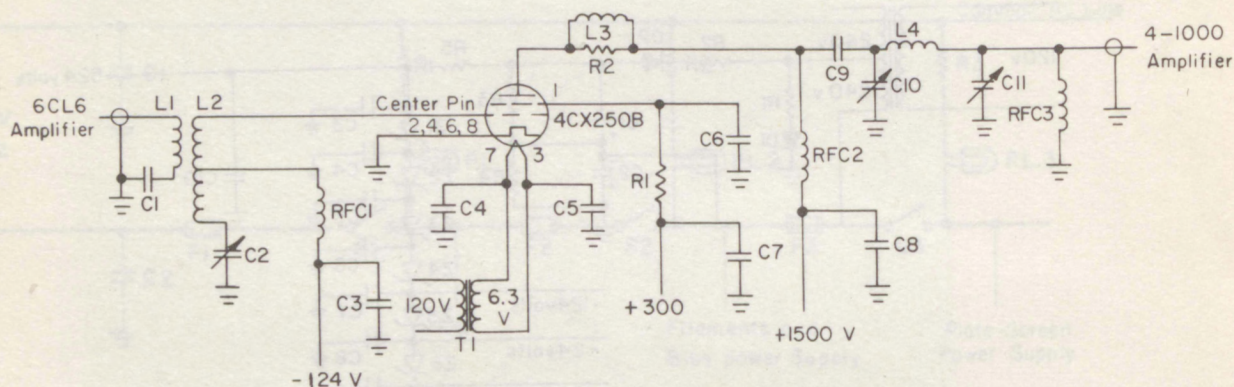 L3
R2
L4
4-1000
Amplifier
C9
C10
C11
RFC3
6CL6
Amplifier
L1 L2
Center Pin
2,4,6,8
1
4CX250B
7 3
C6
RFC2
R1
C1
RFC1
C4
C5
C2
C7
C8
C3
120V
6.3
V
T1
+300
+1500 V
-124 V